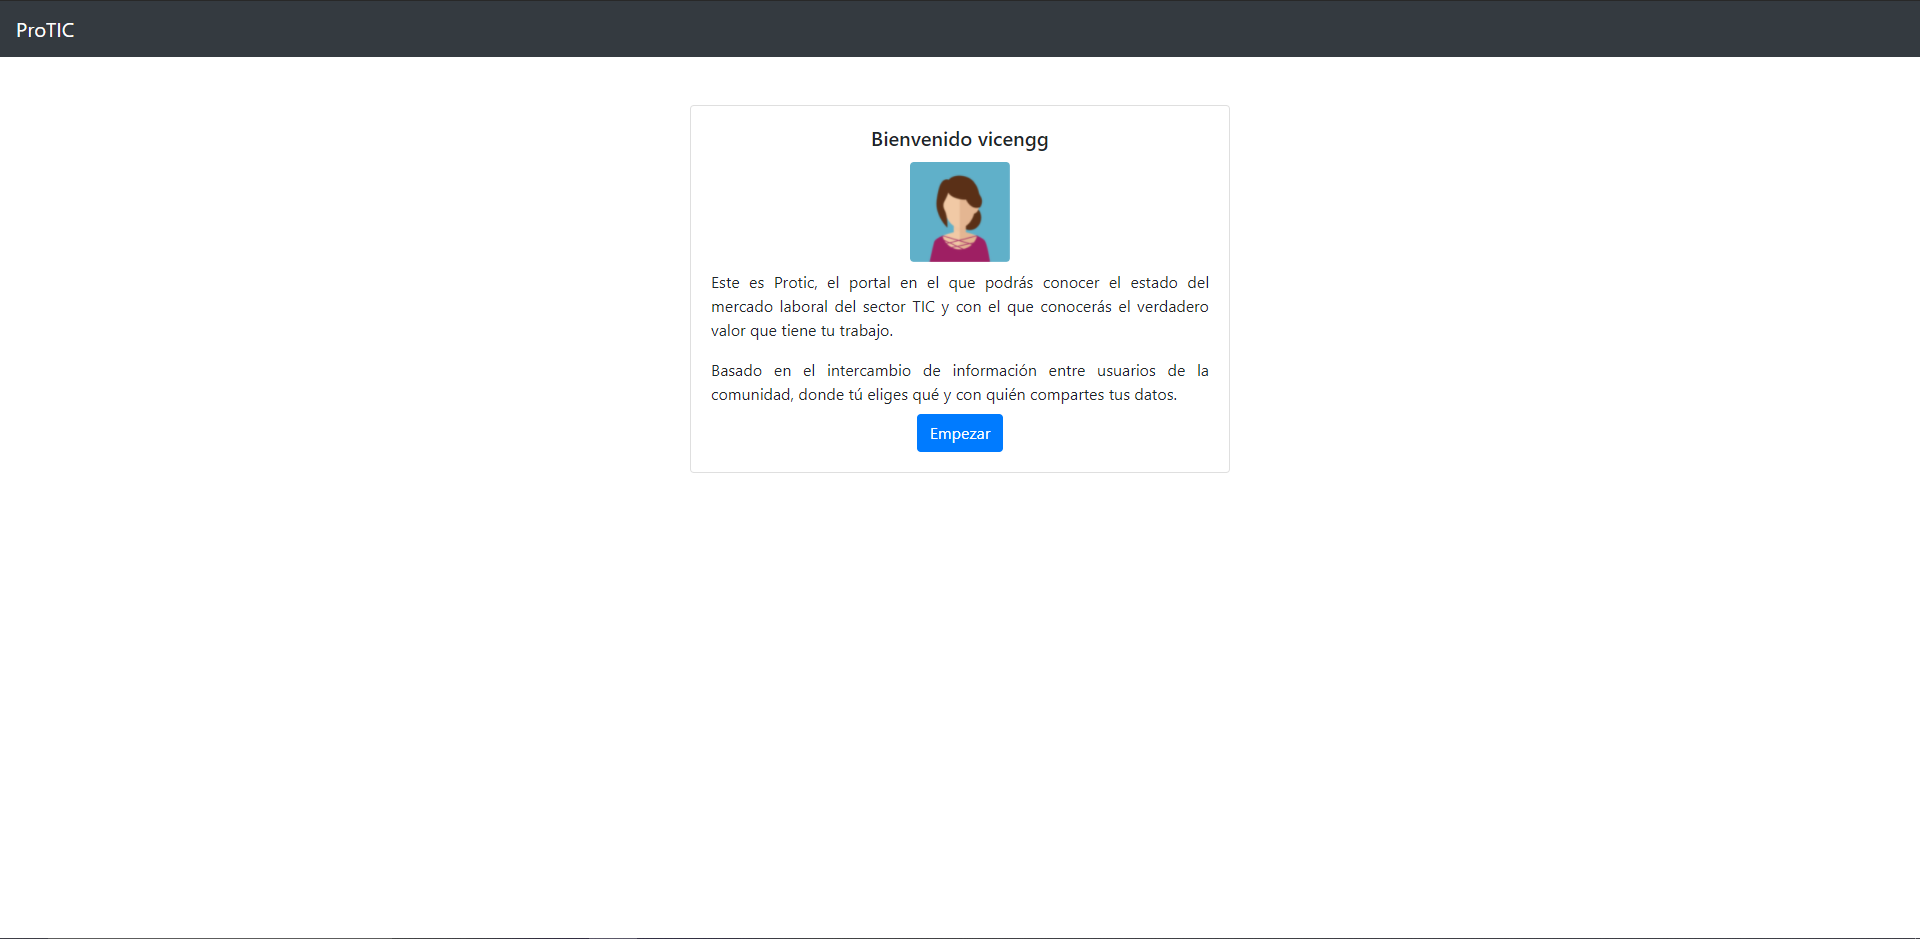 ProTIC
Bienvenido vicengg
Este es Protic, el portal en el que podrás conocer el estado del
mercado laboral del sector TIC y con el que conocerás el verdadero
valor que tiene tu trabajo.
Basado en el intercambio de información entre usuarios de la
comunidad, donde tú eliges qué y con quién compartes tus datos.
Empezar